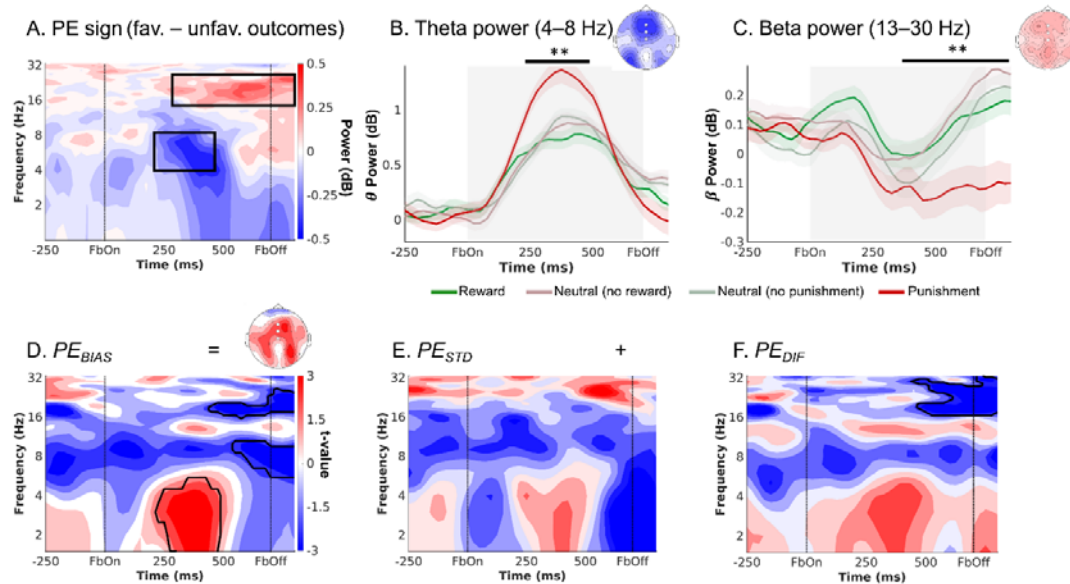 A. PE sign (fav. – unfav. outcomes)
32
16
8
4
2
Frequency (Hz)
-250 FbOn 250 500 FbOff
Time (ms)
0.5
0.25
0
-0.25
-0.5
Power (dB)
B. Theta power (4–8 Hz)
**
1
0.5
0
θ Power (dB)
-250 FbOn 250 500 FbOff
Time (ms)
C. Beta power (13–30 Hz)
**
0.2
0.1
0
-0.1
-0.2
-0.3
β Power (dB)
-250 FbOn 250 500 FbOff
Time (ms)
Reward Neutral (no reward) Neutral (no punishment) Punishment
D. PE_BIAS =
32
16
8
4
2
Frequency (Hz)
-250 FbOn 250 500 FbOff
Time (ms)
3
1.5
0
-1.5
-3
t-value
E. PE_STD +
32
16
8
4
2
Frequency (Hz)
-250 FbOn 250 500 FbOff
Time (ms)
F. PE_DIF
32
16
8
4
2
Frequency (Hz)
-250 FbOn 250 500 FbOff
Time (ms)